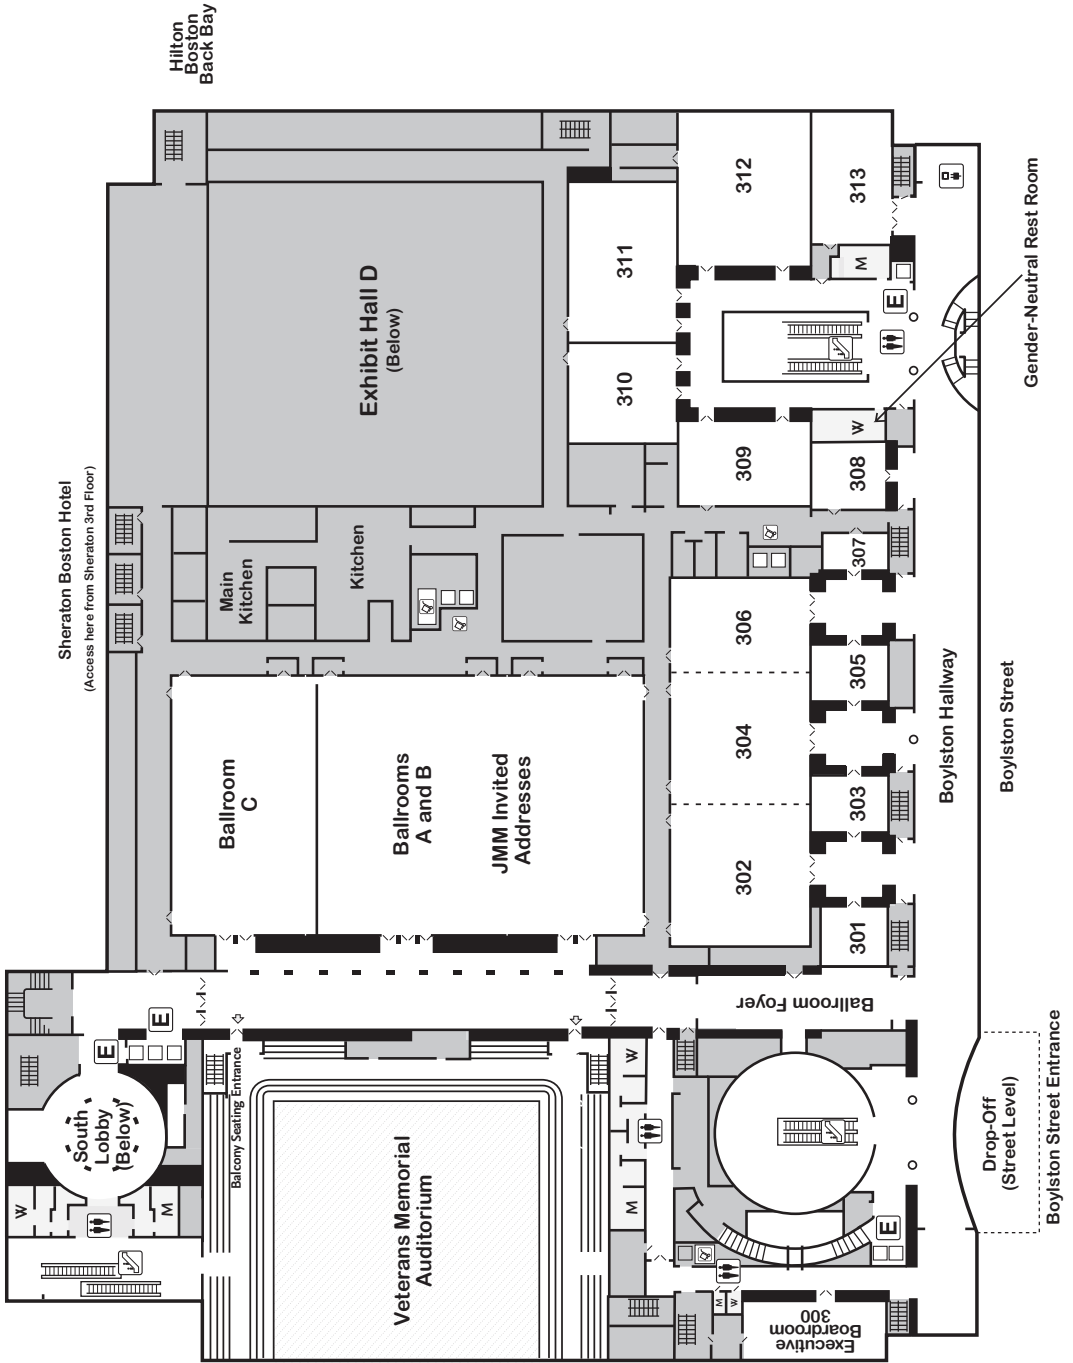 Hilton
Boston
Back Bay
Sheraton Boston Hotel
(Access here from Sheraton 3rd Floor)
Exhibit Hall D
(Below)
312
313
311
310
M
E
Gender-Neutral Rest Room
W
309
308
307
Main
Kitchen
Kitchen
306
305
304
303
302
301
Ballroom
C
Ballrooms
A and B
JMM Invited
Addresses
Boylston Hallway
Boylston Street
Ballroom Foyer
E
E
South
Lobby
(Below)
W
M
Balcony Seating Entrance
Veterans Memorial
Auditorium
W
M
E
M
W
Executive
Boardroom
300
Drop-Off
(Street Level)
Boylston Street Entrance